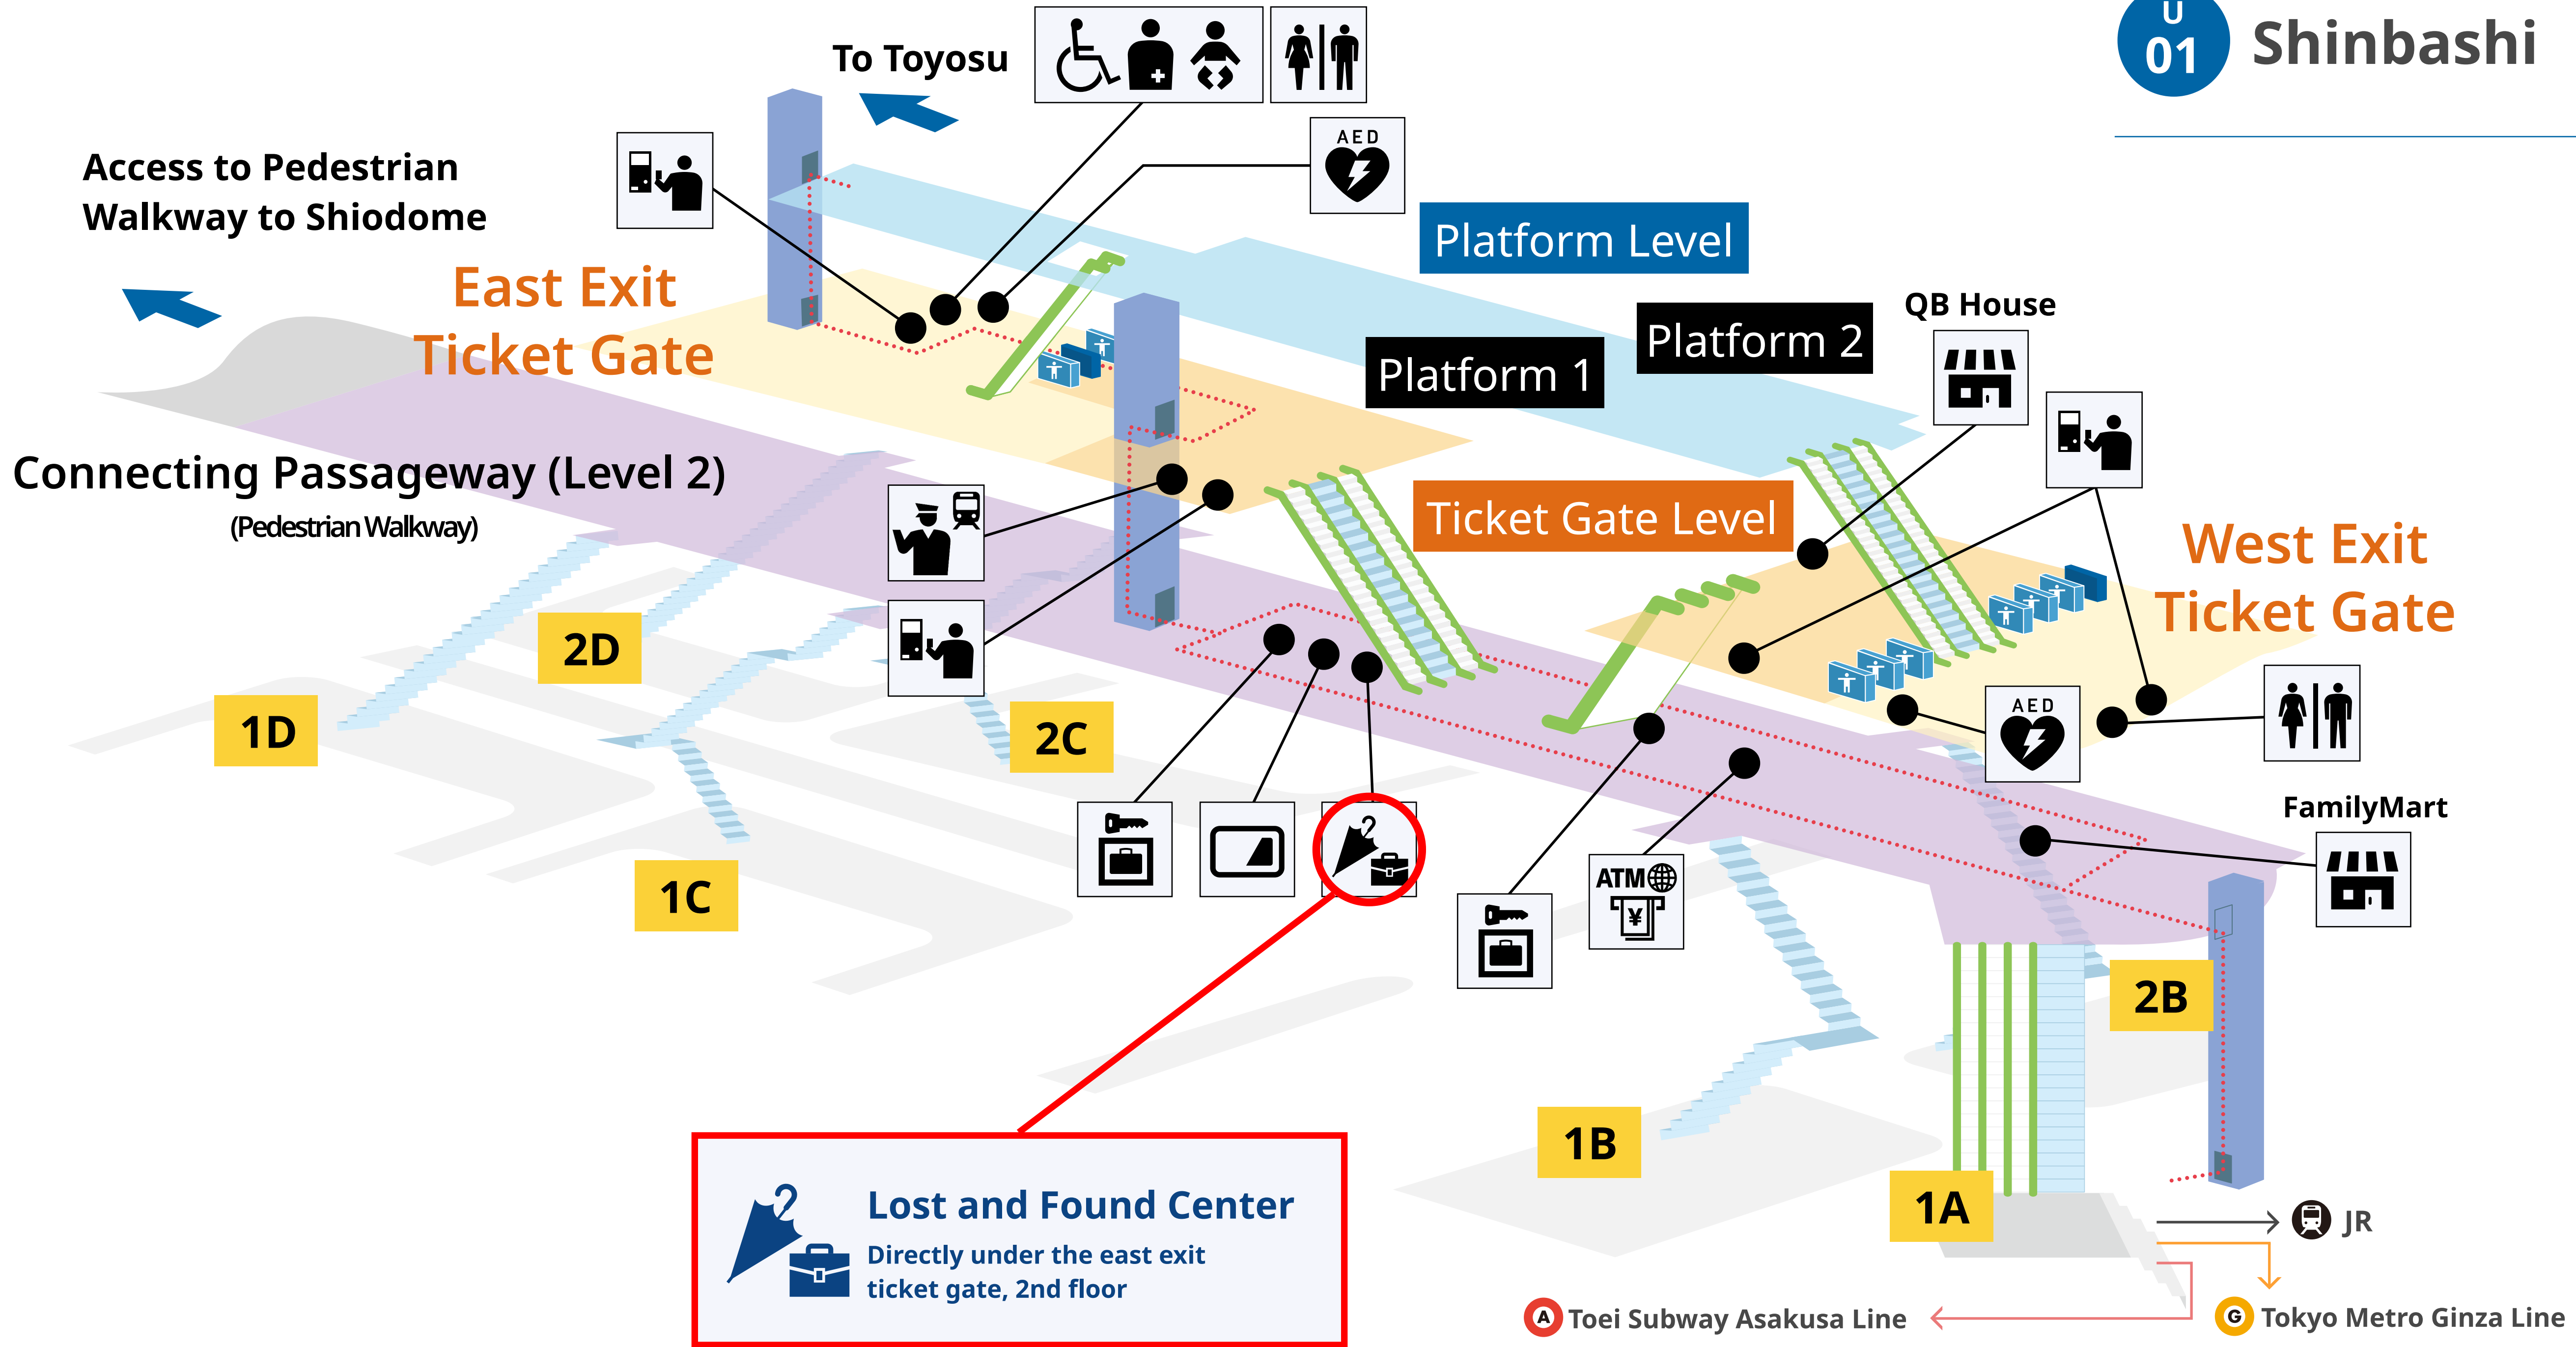 U
01
Shinbashi
To Toyosu
AED
Access to Pedestrian
Walkway to Shiodome
Platform Level
East Exit
Ticket Gate
Platform 2
QB House
Platform 1
Connecting Passageway (Level 2)
(Pedestrian Walkway)
Ticket Gate Level
West Exit
Ticket Gate
2D
1D
2C
AED
FamilyMart
1C
ATM
¥
2B
1B
1A
Lost and Found Center
Directly under the east exit
ticket gate, 2nd floor
JR
A Toei Subway Asakusa Line
G Tokyo Metro Ginza Line